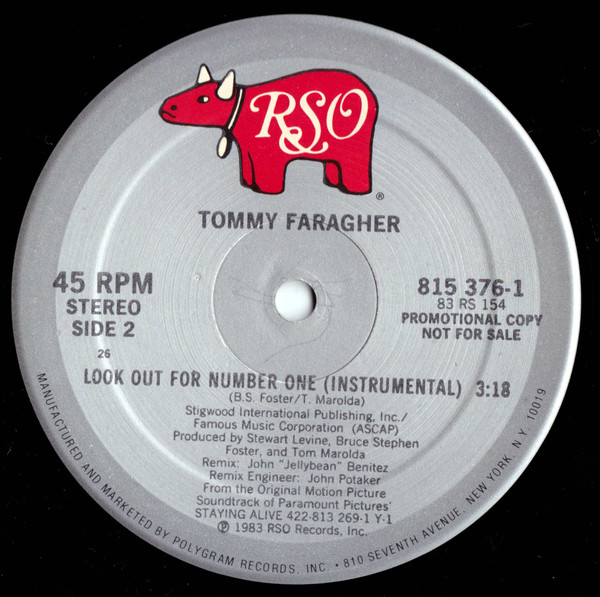 RSO
®
TOMMY FARAGHER
45 RPM
STEREO
SIDE 2
815 376-1
83 RS 154
PROMOTIONAL COPY
NOT FOR SALE
26
LOOK OUT FOR NUMBER ONE (INSTRUMENTAL) 3:18
(B.S. Foster/T. Marolda)
Stigwood International Publishing, Inc./
Famous Music Corporation (ASCAP)
Produced by Stewart Levine, Bruce Stephen
Foster, and Tom Marolda
Remix: John "Jellybean" Benitez
Remix Engineer: John Potaker
From the Original Motion Picture
Soundtrack of Paramount Pictures'
STAYING ALIVE 422-813 269-1 Y-1
℗ 1983 RSO Records, Inc.
MANUFACTURED AND MARKETED BY POLYGRAM RECORDS, INC. • 810 SEVENTH AVENUE, NEW YORK, N.Y. 10019